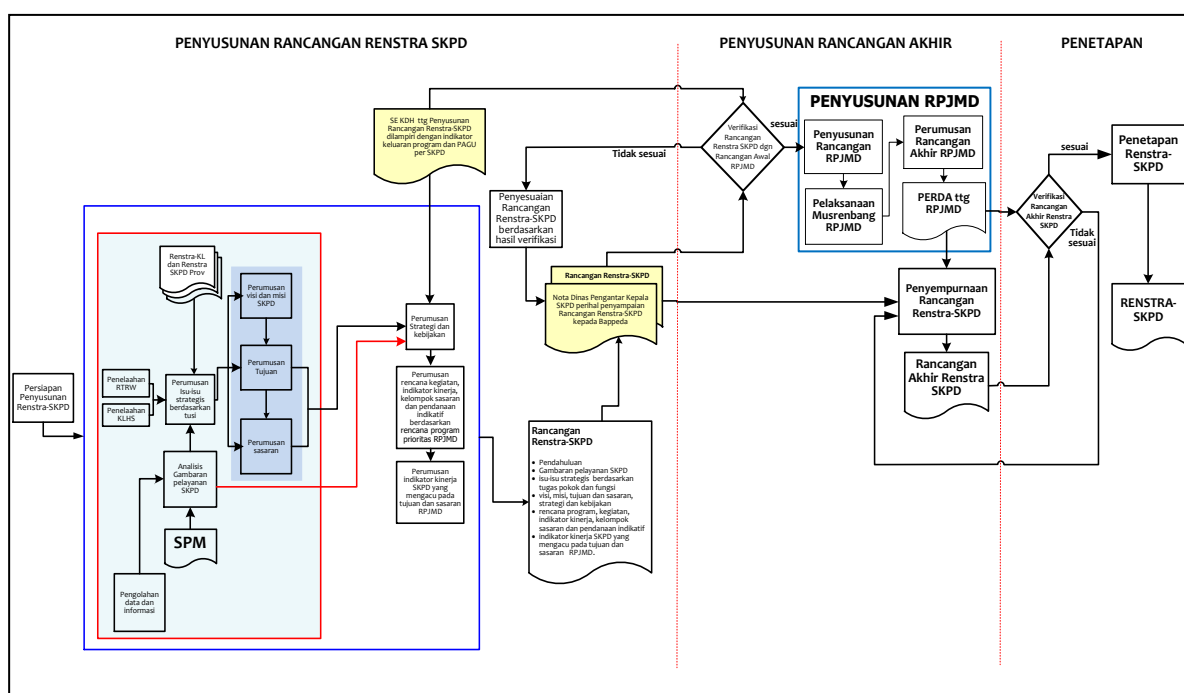 PENYUSUNAN RANCANGAN RENSTRA SKPD
PENYUSUNAN RANCANGAN AKHIR
PENETAPAN
SE KDH ttg Penyusunan
Rancangan Renstra-SKPD
dilampiri dengan indikator
keluaran program dan PAGU
per SKPD
Verifikasi
Rancangan
Renstra SKPD dgn
Rancangan Awal
RPJMD
sesuai
Tidak sesuai
PENYUSUNAN RPJMD
Penyusunan
Rancangan
RPJMD
Perumusan
Rancangan
Akhir RPJMD
Pelaksanaan
Musrenbang
RPJMD
PERDA ttg
RPJMD
Verifikasi
Rancangan
Akhir Renstra
SKPD
sesuai
Tidak
sesuai
Penetapan
Renstra-
SKPD
RENSTRA-
SKPD
Penyesuaian
Rancangan
Renstra-SKPD
berdasarkan
hasil verifikasi
Rancangan Renstra-SKPD
Nota Dinas Pengantar Kepala
SKPD perihal penyampaian
Rancangan Renstra-SKPD
kepada Bappeda
Penyempurnaan
Rancangan
Renstra-SKPD
Rancangan
Akhir Renstra
SKPD
Persiapan
Penyusunan
Renstra-SKPD
Renstra-KL
dan Renstra
SKPD Prov
Penelaahan
RTRW
Penelaahan
KLHS
Perumusan
Isu-isu
strategis
berdasarkan
tusi
Perumusan
visi dan misi
SKPD
Perumusan
Tujuan
Perumusan
sasaran
Analisis
Gambaran
pelayanan
SKPD
SPM
Pengolahan
data dan
informasi
Perumusan
Strategi dan
kebijakan
Perumusan
rencana kegiatan,
indikator kinerja,
kelompok sasaran
dan pendanaan
indikatif
berdasarkan
rencana program
prioritas RPJMD
Perumusan
indikator kinerja
SKPD yang
mengacu pada
tujuan dan sasaran
RPJMD
Rancangan
Renstra-SKPD
• Pendahuluan
• Gambaran pelayanan SKPD
• isu-isu strategis berdasarkan
tugas pokok dan fungsi
• visi, misi, tujuan dan sasaran,
strategi dan kebijakan
• rencana program, kegiatan,
indikator kinerja, kelompok
sasaran dan pendanaan indikatif
• indikator kinerja SKPD yang
mengacu pada tujuan dan
sasaran RPJMD.